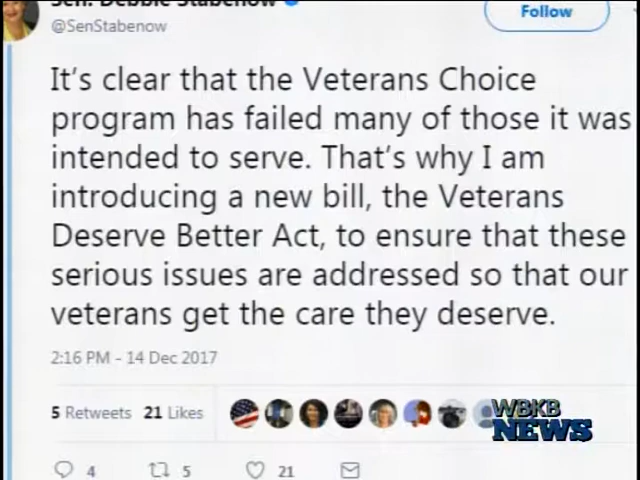 Sen. Debbie Stabenow
@SenStabenow
Follow
It's clear that the Veterans Choice
program has failed many of those it was
intended to serve. That's why I am
introducing a new bill, the Veterans
Deserve Better Act, to ensure that these
serious issues are addressed so that our
veterans get the care they deserve.
2:16 PM - 14 Dec 2017
5 Retweets 21 Likes
WBKB
NEWS
4 5 21